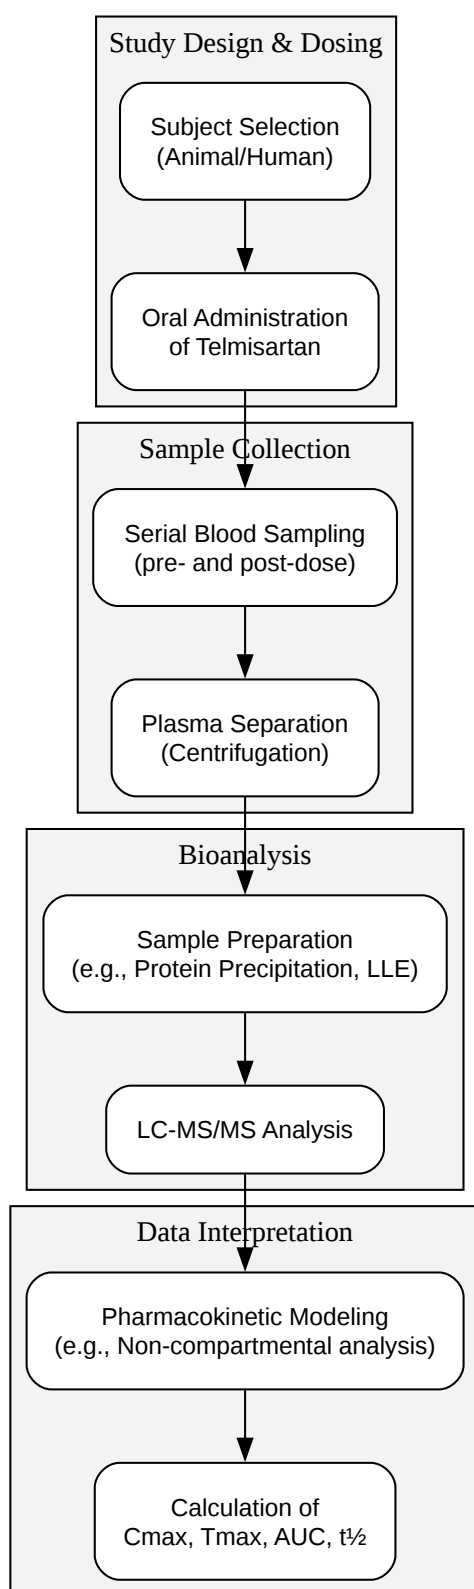 Study Design & Dosing
Subject Selection
(Animal/Human)
Oral Administration
of Telmisartan
Sample Collection
Serial Blood Sampling
(pre- and post-dose)
Plasma Separation
(Centrifugation)
Bioanalysis
Sample Preparation
(e.g., Protein Precipitation, LLE)
LC-MS/MS Analysis
Data Interpretation
Pharmacokinetic Modeling
(e.g., Non-compartmental analysis)
Calculation of
Cmax, Tmax, AUC, t½